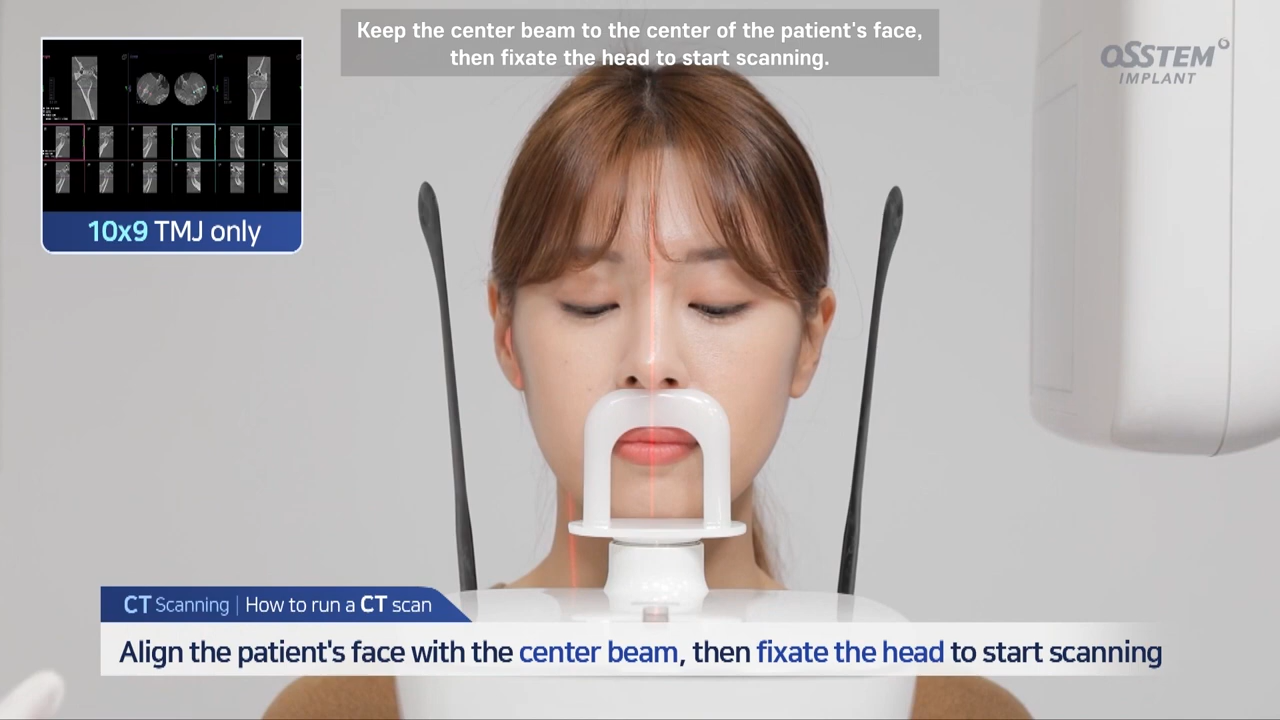 Keep the center beam to the center of the patient's face,
then fixate the head to start scanning.
OSSTEM
IMPLANT
10x9 TMJ only
CT Scanning | How to run a CT scan
Align the patient's face with the center beam, then fixate the head to start scanning